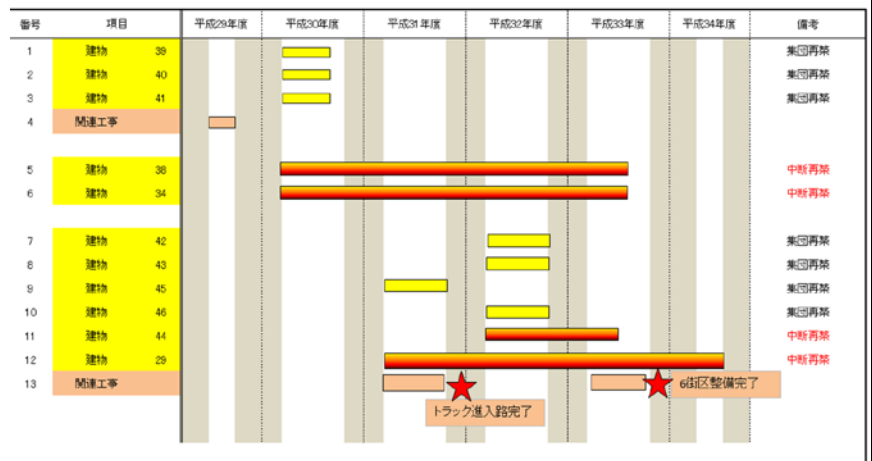 番号 項目 平成29年度 平成30年度 平成31年度 平成32年度 平成33年度 平成34年度 備考
1 建物 39 集団再築
2 建物 40 集団再築
3 建物 41 集団再築
4 関連工事
5 建物 38 中断再築
6 建物 34 中断再築
7 建物 42 集団再築
8 建物 43 集団再築
9 建物 45 集団再築
10 建物 46 集団再築
11 建物 44 中断再築
12 建物 29 中断再築
13 関連工事 6街区整備完了
トラック進入路完了